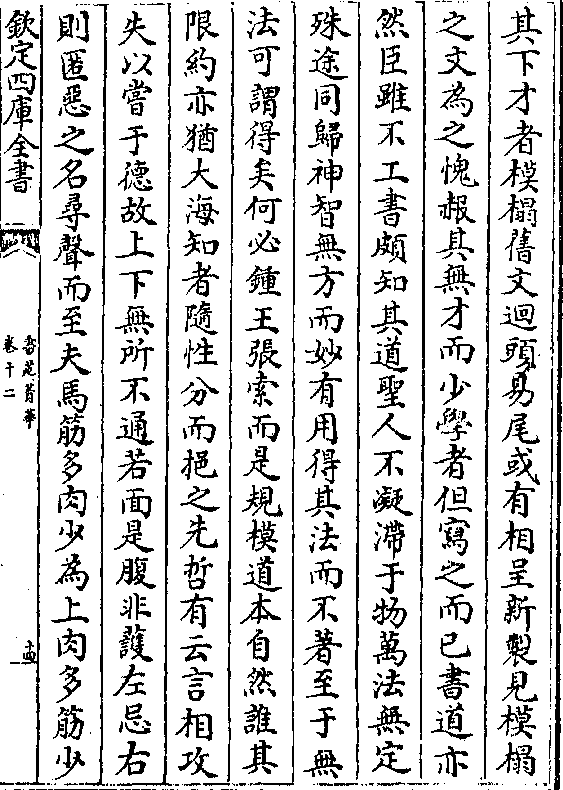 其下才者模榻舊文迴頭易尾或有相呈新製見模榻
之文為之愧赧其無才而少學者但寫之而已書道亦
然臣雖不工書頗知其道聖人不凝滯于物萬法無定
殊途同歸神智無方而妙有用得其法而不著至于無
法可謂得矣何必鍾王張索而是規模道本自然誰其
限約亦猶大海知者隨性分而挹之先哲有云言相攻
失以嘗于德故上下無所不通若面是腹非護左忌右
則匿惡之名尋聲而至夫馬筋多肉少為上肉多筋少
欽定四庫全書
書苑菁華
卷十二